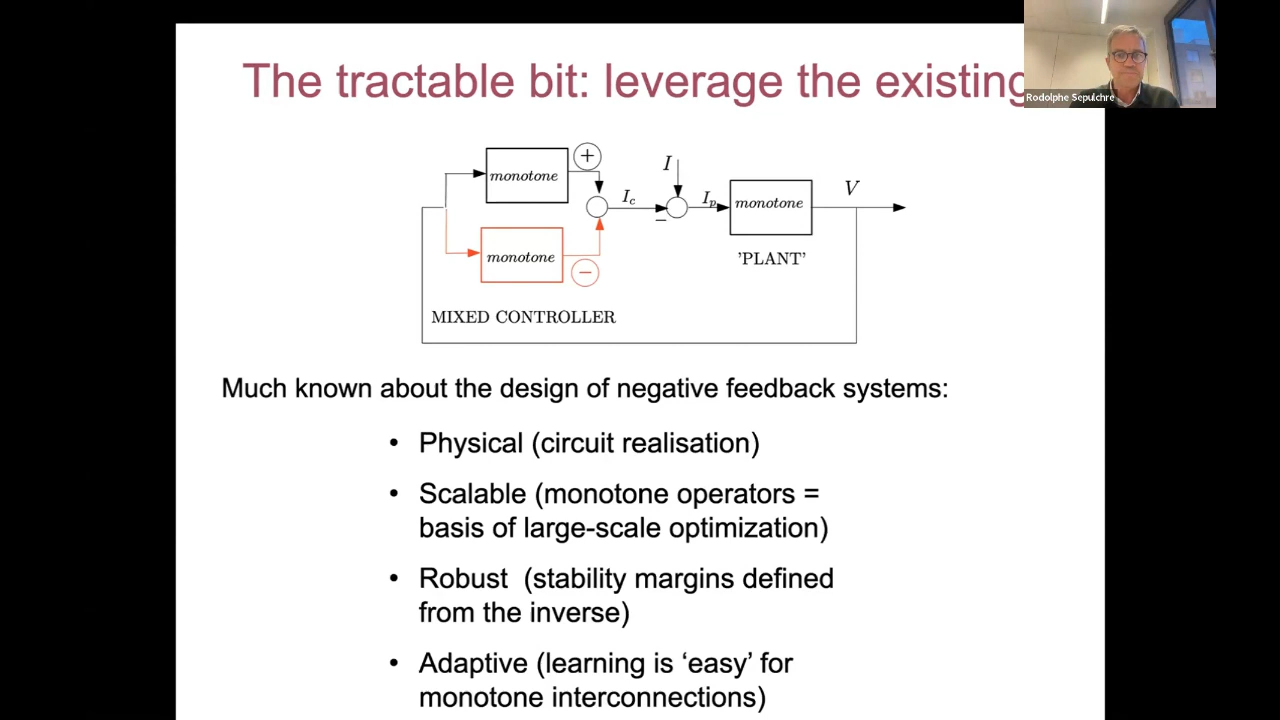 The tractable bit: leverage the existing
Rodolphe Sepulchre
monotone
+
I
I_c
I_p
monotone
V
−
monotone
−
'PLANT'
MIXED CONTROLLER
Much known about the design of negative feedback systems:
• Physical (circuit realisation)
• Scalable (monotone operators =
basis of large-scale optimization)
• Robust (stability margins defined
from the inverse)
• Adaptive (learning is ‘easy’ for
monotone interconnections)